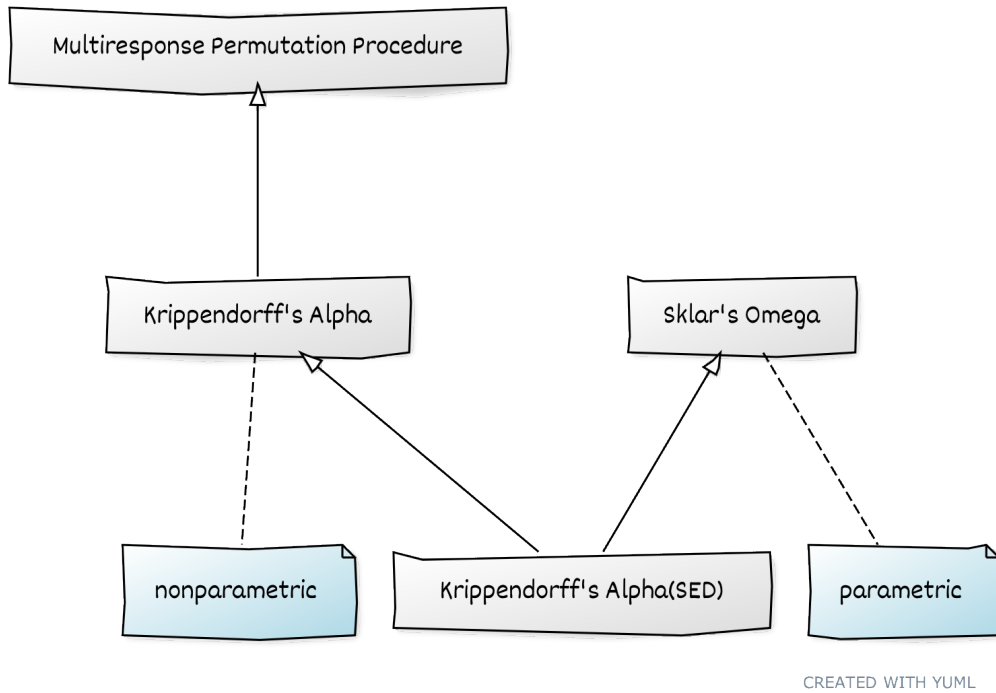 Multiresponse Permutation Procedure
Krippendorff's Alpha
Sklar's Omega
nonparametric
Krippendorff's Alpha(SED)
parametric
CREATED WITH YUML